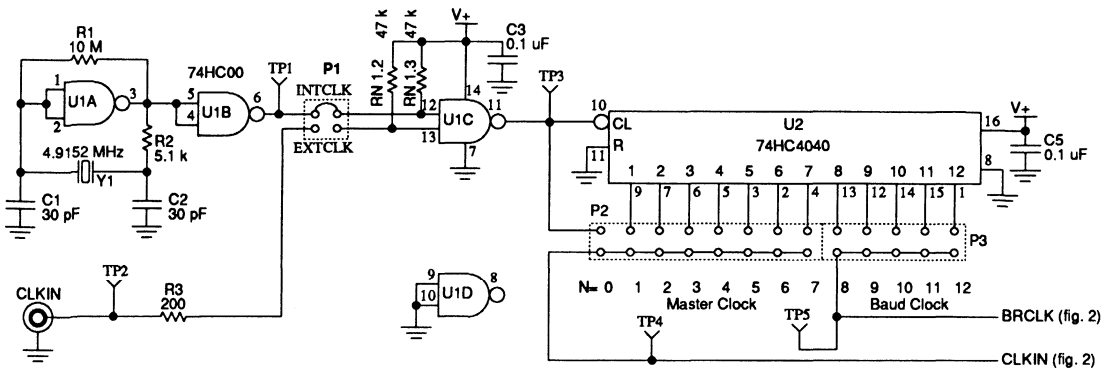 R1
10 M
1
2
U1A
3
74HC00
5
4
U1B
6
TP1
P1
INTCLK
EXTCLK
R2
5.1 k
4.9152 MHz
Y1
C1
30 pF
C2
30 pF
47 k
47 k
RN 1.2
RN 1.3
V+
C3
0.1 uF
14
12
13
U1C
11
7
TP3
10
CL
R
11
U2
74HC4040
16
8
V+
C5
0.1 uF
1 2 3 4 5 6 7 8 9 10 11 12
9 7 6 5 3 2 4 13 12 14 15 1
P2
P3
N= 0 1 2 3 4 5 6 7 8 9 10 11 12
Master Clock
Baud Clock
CLKIN
TP2
R3
200
9
10
U1D
8
TP4
TP5
BRCLK (fig. 2)
CLKIN (fig. 2)